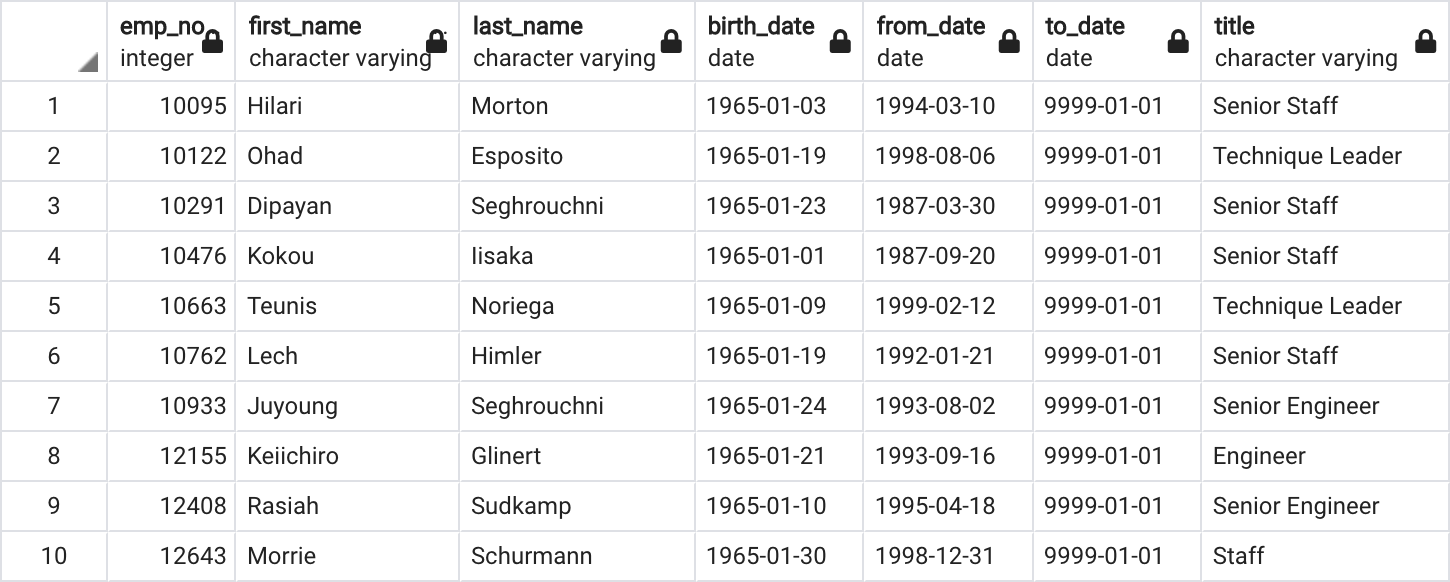 emp_no first_name last_name birth_date from_date to_date title
integer character varying character varying date date date character varying
1 10095 Hilari Morton 1965-01-03 1994-03-10 9999-01-01 Senior Staff
2 10122 Ohad Esposito 1965-01-19 1998-08-06 9999-01-01 Technique Leader
3 10291 Dipayan Seghrouchni 1965-01-23 1987-03-30 9999-01-01 Senior Staff
4 10476 Kokou Iisaka 1965-01-01 1987-09-20 9999-01-01 Senior Staff
5 10663 Teunis Noriega 1965-01-09 1999-02-12 9999-01-01 Technique Leader
6 10762 Lech Himler 1965-01-19 1992-01-21 9999-01-01 Senior Staff
7 10933 Juyoung Seghrouchni 1965-01-24 1993-08-02 9999-01-01 Senior Engineer
8 12155 Keiichiro Glinert 1965-01-21 1993-09-16 9999-01-01 Engineer
9 12408 Rasiah Sudkamp 1965-01-10 1995-04-18 9999-01-01 Senior Engineer
10 12643 Morrie Schurmann 1965-01-30 1998-12-31 9999-01-01 Staff